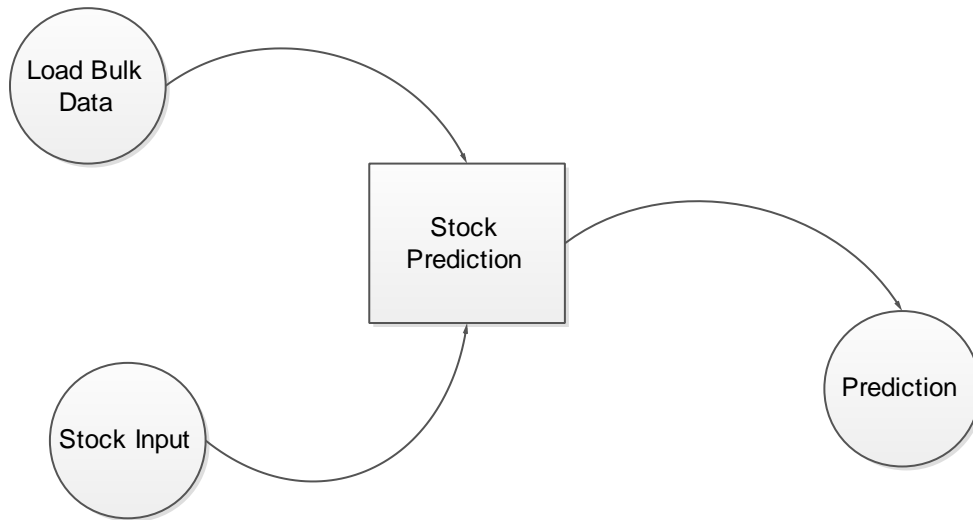 Load Bulk
Data
Stock
Prediction
Prediction
Stock Input